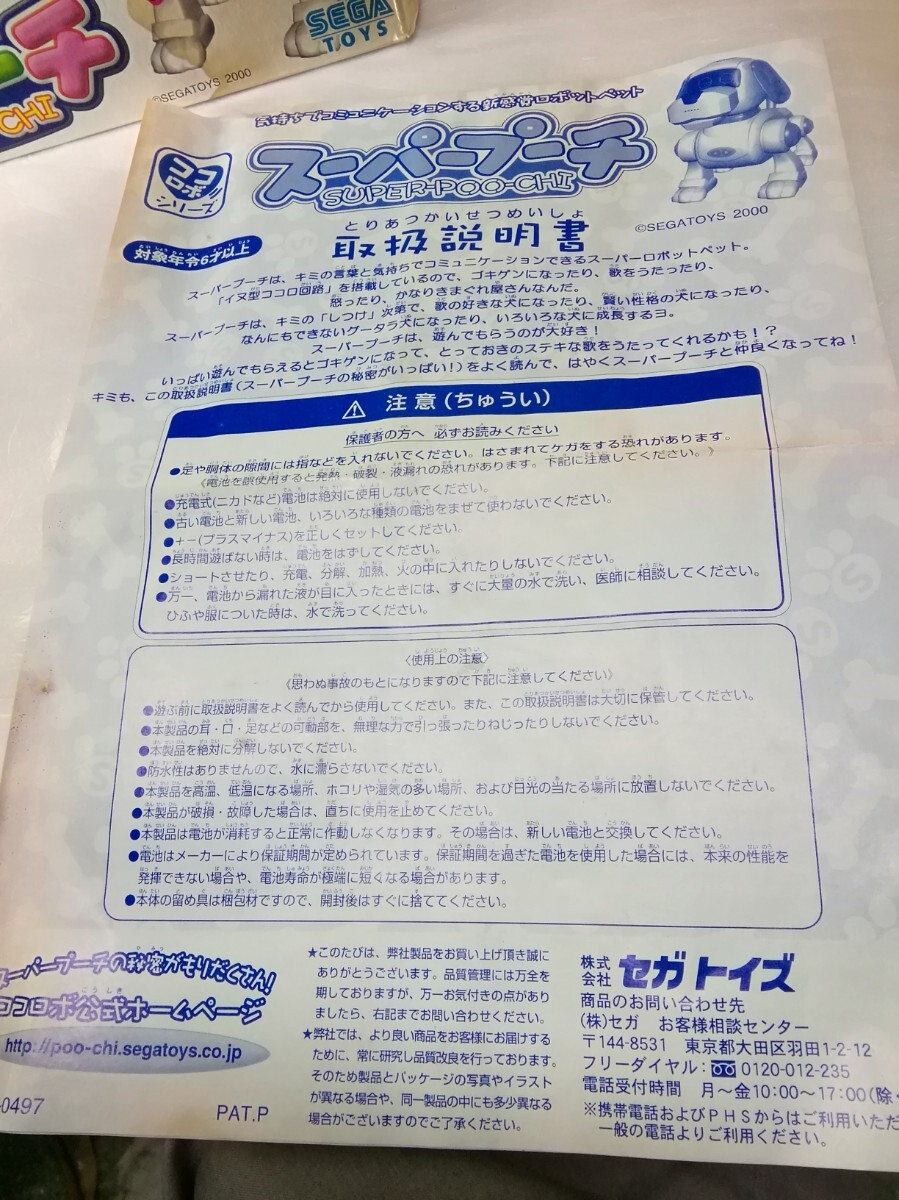 ーチ
CHI
SEGA
TOYS
©SEGATOYS 2000
気持ちでコミュニケーションする新感覚ロボットペット
ココロボ
シリーズ
スーパープーチ
SUPER-POO-CHI
©SEGATOYS 2000
とりあつかいせつめいしょ
取扱説明書
対象年令6才以上
スーパープーチは、キミの言葉と気持ちでコミュニケーションできるスーパーロボットペット。
「イヌ型ココロ回路」を搭載しているので、ゴキゲンになったり、歌をうたったり、
怒ったり、かなりきまぐれ屋さんなんだ。
スーパープーチは、キミの「しつけ」次第で、歌の好きな犬になったり、賢い性格の犬になったり、
なんにもできないグータラ犬になったり、いろいろな犬に成長するヨ。
スーパープーチは、遊んでもらうのが大好き！
いっぱい遊んでもらえるとゴキゲンになって、とっておきのステキな歌をうたってくれるかも！？
キミも、この取扱説明書(スーパープーチの秘密がいっぱい！)をよく読んで、はやくスーパープーチと仲良くなってね！
注意(ちゅうい)
保護者の方へ 必ずお読みください
●足や胴体の隙間には指などを入れないでください。はさまれてケガをする恐れがあります。
《電池を誤使用すると発熱・破裂・液漏れの恐れがあります。下記に注意してください。》
●充電式(ニカドなど)電池は絶対に使用しないでください。
●古い電池と新しい電池、いろいろな種類の電池をまぜて使わないでください。
●＋−(プラスマイナス)を正しくセットしてください。
●長時間遊ばない時は、電池をはずしてください。
●ショートさせたり、充電、分解、加熱、火の中に入れたりしないでください。
●万一、電池から漏れた液が目に入ったときには、すぐに大量の水で洗い、医師に相談してください。
ひふや服についた時は、水で洗ってください。
〈使用上の注意〉
《思わぬ事故のもとになりますので下記に注意してください》
●遊ぶ前に取扱説明書をよく読んでから使用してください。また、この取扱説明書は大切に保管してください。
●本製品の耳・口・足などの可動部を、無理な力で引っ張ったりねじったりしないでください。
●本製品を絶対に分解しないでください。
●防水性はありませんので、水に濡らさないでください。
●本製品を高温、低温になる場所、ホコリや湿気の多い場所、および日光の当たる場所に放置しないでください。
●本製品が破損・故障した場合は、直ちに使用を止めてください。
●本製品は電池が消耗すると正常に作動しなくなります。その場合は、新しい電池と交換してください。
●電池はメーカーにより保証期間が定められています。保証期間を過ぎた電池を使用した場合には、本来の性能を
発揮できない場合や、電池寿命が極端に短くなる場合があります。
●本体の留め具は梱包材ですので、開封後はすぐに捨ててください。
スーパープーチの秘密がもりだくさん！
ココロボ公式ホームページ
http://poo-chi.segatoys.co.jp
-0497
PAT.P
★このたびは、弊社製品をお買い上げ頂き誠に
ありがとうございます。品質管理には万全を
期しておりますが、万一お気付きの点があり
ましたら、右記までお問い合わせください。
★弊社では、より良い商品をお客様にお届けする
ために、常に研究し品質改良を行っております。
そのため製品とパッケージの写真やイラスト
が異なる場合や、同一製品の中にも多少異なる
場合がございますのでご了承ください。
株式会社 セガトイズ
商品のお問い合わせ先
(株)セガ　お客様相談センター
〒144-8531　東京都大田区羽田1-2-12
フリーダイヤル：0120-012-235
電話受付時間　月〜金10:00〜17:00(除・
※携帯電話およびPHSからはご利用いただ
一般の電話よりご利用ください。